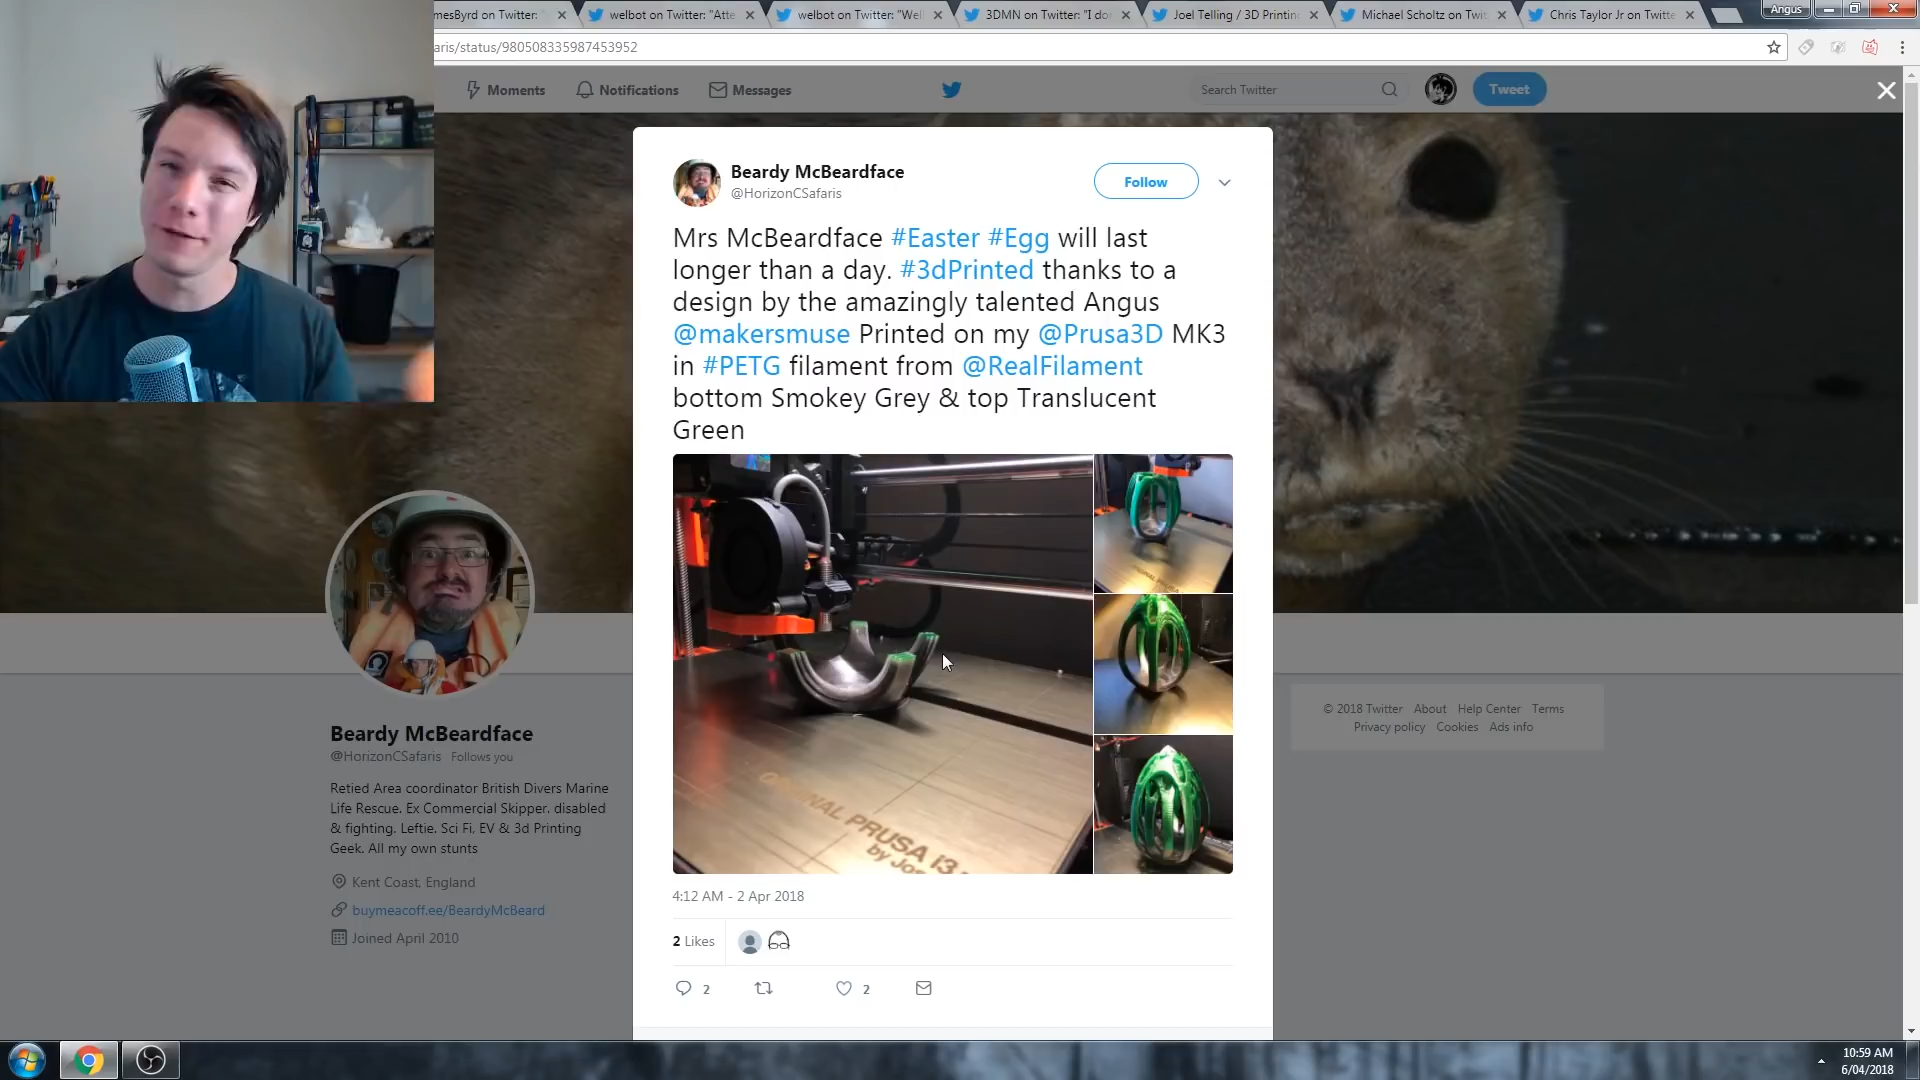 mesByrd on Twitter:
welbot on Twitter: "Atte
welbot on Twitter: "Well
3DMN on Twitter: "I do
Joel Telling / 3D Printin
Michael Scholtz on Twit
Chris Taylor Jr on Twitte
Angus
aris/status/980508335987453952
Moments
Notifications
Messages
Search Twitter
Tweet
Beardy McBeardface
@HorizonCSafaris
Follow
Mrs McBeardface #Easter #Egg will last
longer than a day. #3dPrinted thanks to a
design by the amazingly talented Angus
@makersmuse Printed on my @Prusa3D MK3
in #PETG filament from @RealFilament
bottom Smokey Grey & top Translucent
Green
ORIGINAL PRUSA i3
by Jos
4:12 AM - 2 Apr 2018
2 Likes
2
2
Beardy McBeardface
@HorizonCSafaris Follows you
Retied Area coordinator British Divers Marine
Life Rescue. Ex Commercial Skipper. disabled
& fighting. Leftie. Sci Fi, EV & 3d Printing
Geek. All my own stunts
Kent Coast, England
buymeacoff.ee/BeardyMcBeard
Joined April 2010
© 2018 Twitter About Help Center Terms
Privacy policy Cookies Ads info
10:59 AM
6/04/2018